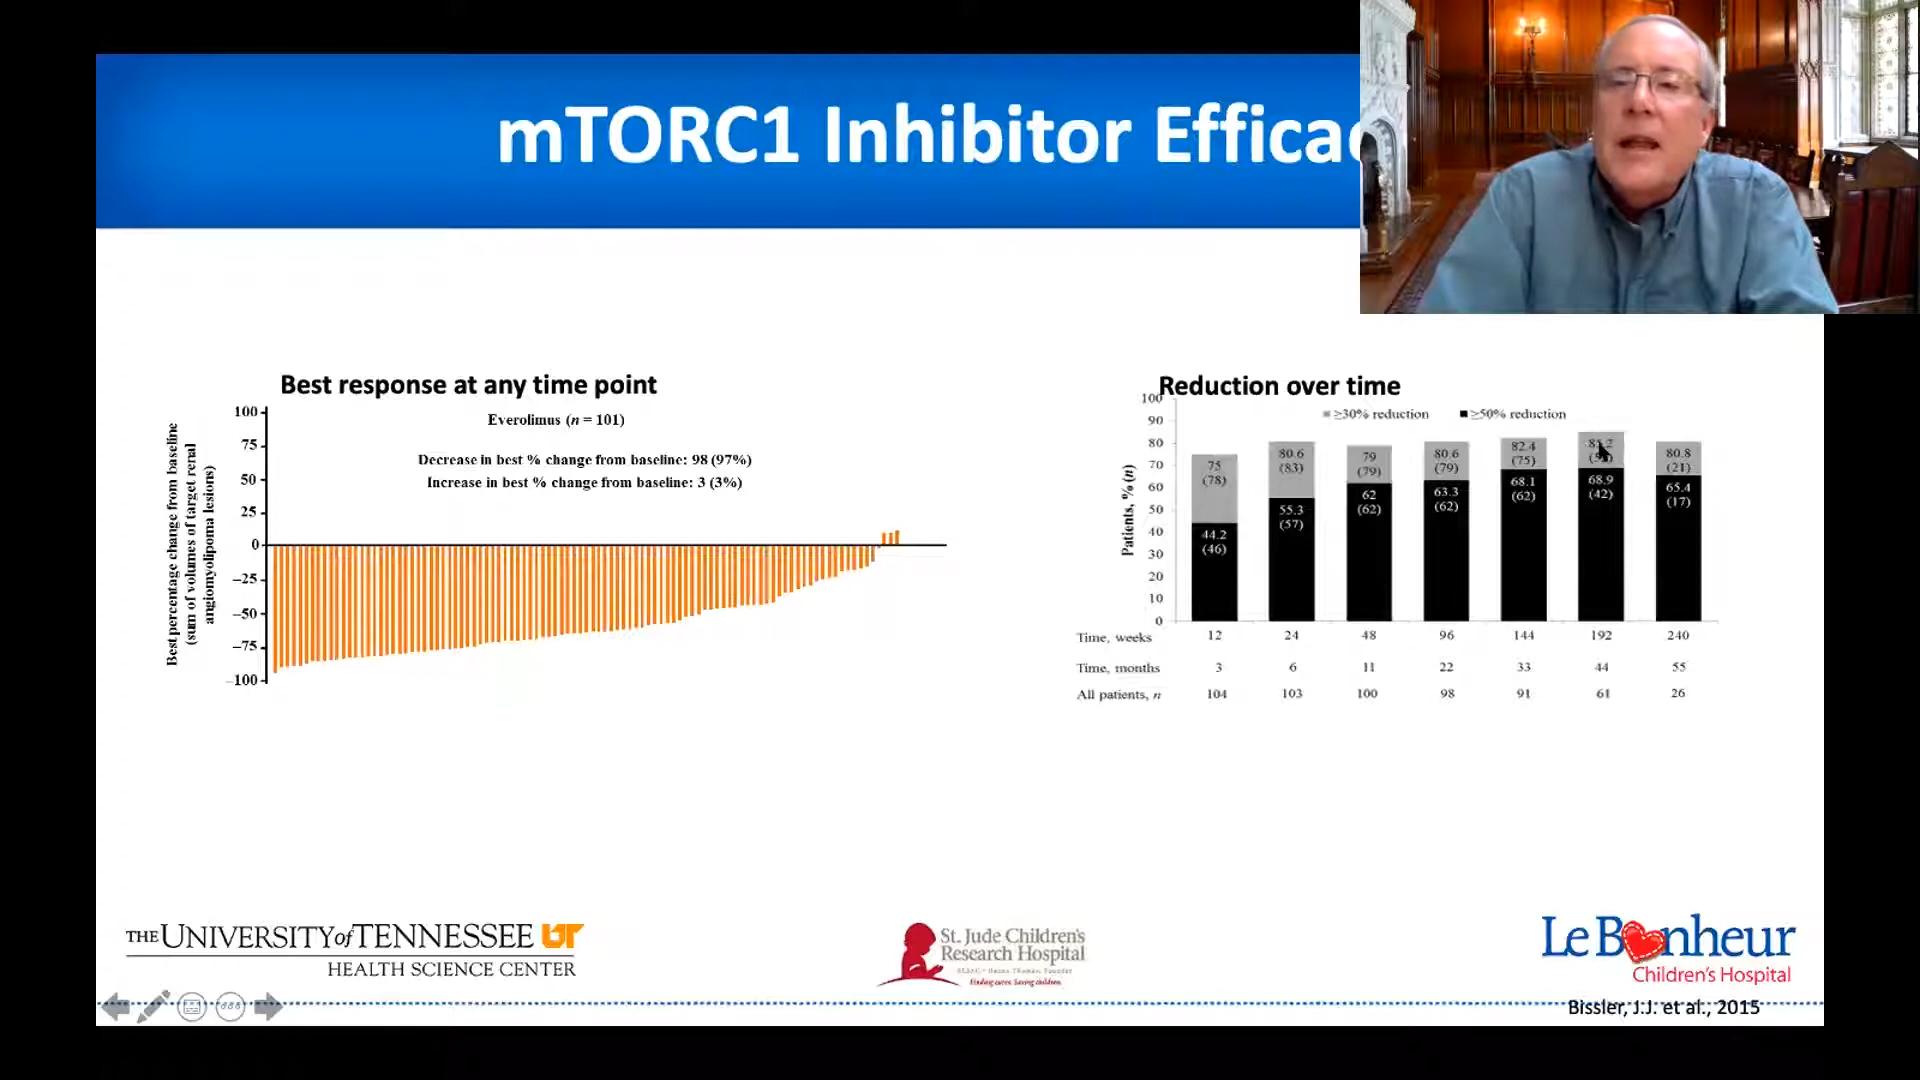 mTORC1 Inhibitor Effica
Best response at any time point
Everolimus (n = 101)
Decrease in best % change from baseline: 98 (97%)
Increase in best % change from baseline: 3 (3%)
Best percentage change from baseline
(sum of volumes of target renal
angiomyolipoma lesions)
100
75
50
25
0
−25
−50
−75
−100
Reduction over time
≥30% reduction ≥50% reduction
Patients, % (n)
100
90
80
70
60
50
40
30
20
10
0
75 (78)
44.2 (46)
80.6 (83)
55.3 (57)
79 (79)
62 (62)
80.6 (79)
63.3 (62)
82.4 (75)
68.1 (62)
68.9 (42)
80.8 (21)
65.4 (17)
Time, weeks 12 24 48 96 144 192 240
Time, months 3 6 11 22 33 44 55
All patients, n 104 103 100 98 91 61 26
THE UNIVERSITY of TENNESSEE UT
HEALTH SCIENCE CENTER
St. Jude Children's
Research Hospital
Finding cures. Saving children.
Le Bonheur
Children's Hospital
Bissler, J.J. et al., 2015